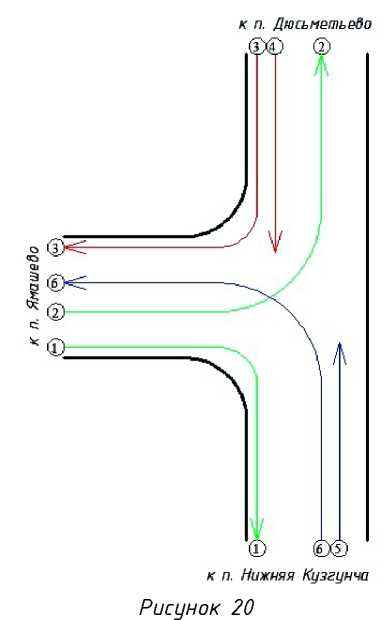 к п. Дюсьметьево
3 4 2
3
6
2
1
к п. Ямашево
1 6 5
к п. Нижняя Кузгунча
Рисунок 20